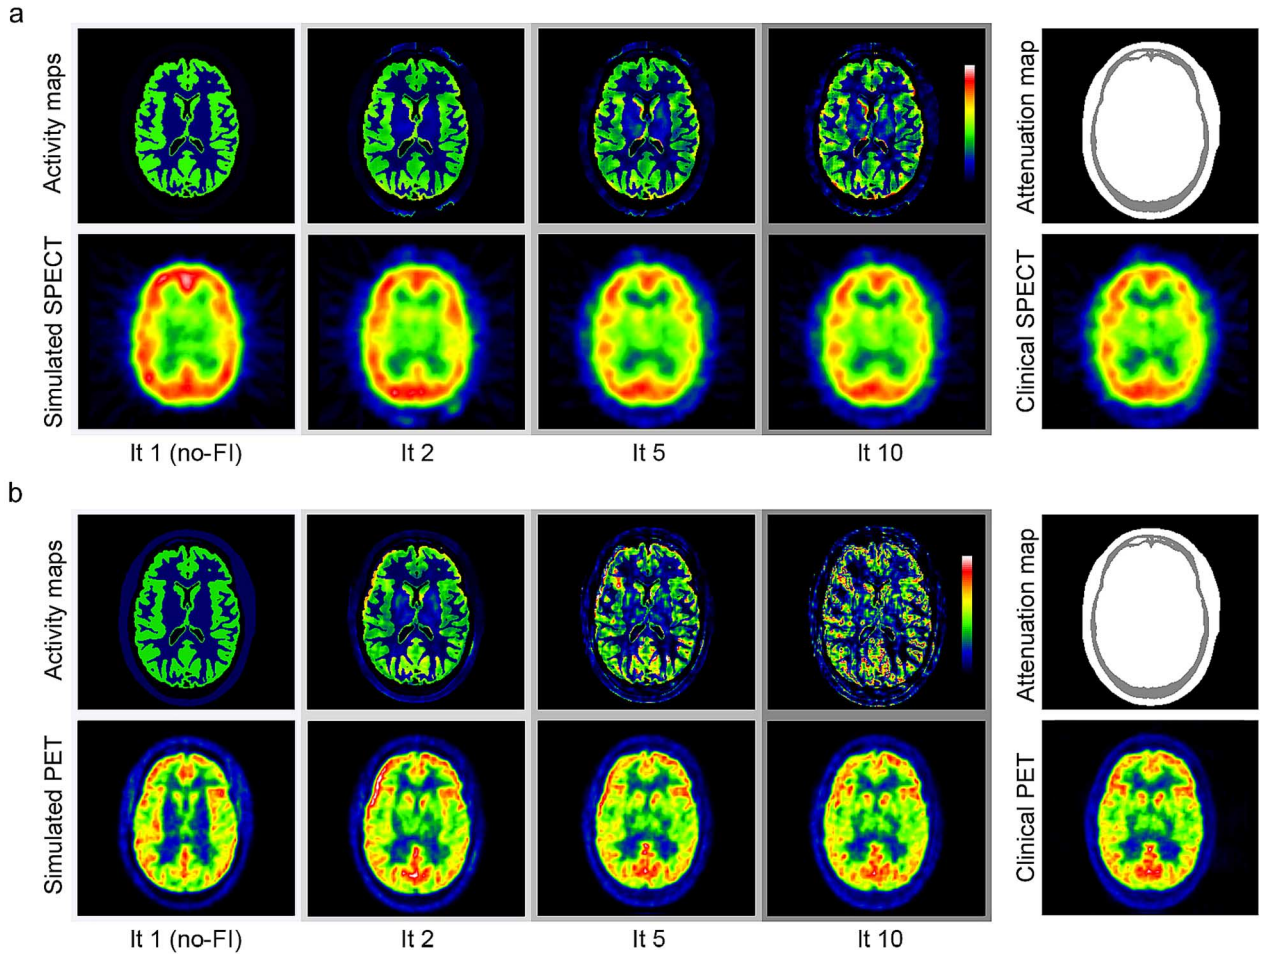 a
Activity maps
Attenuation map
Simulated SPECT
Clinical SPECT
It 1 (no-FI)
It 2
It 5
It 10
b
Activity maps
Attenuation map
Simulated PET
Clinical PET
It 1 (no-FI)
It 2
It 5
It 10